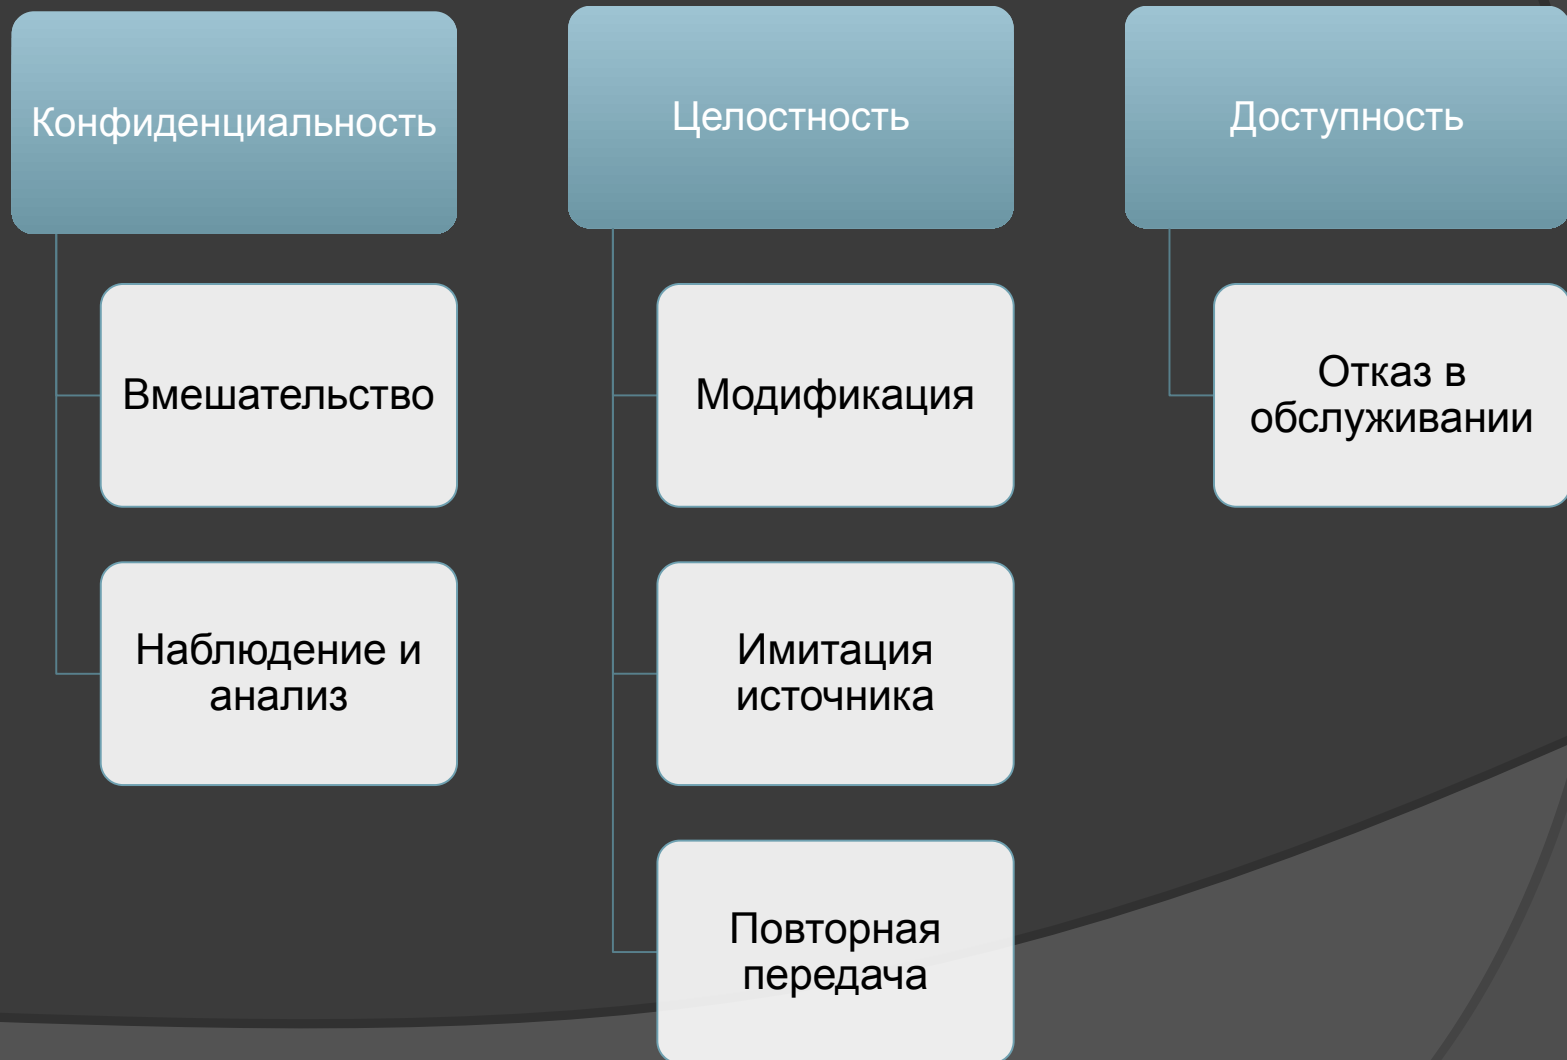 Конфиденциальность
Вмешательство
Наблюдение и
анализ
Целостность
Модификация
Имитация
источника
Повторная
передача
Доступность
Отказ в
обслуживании